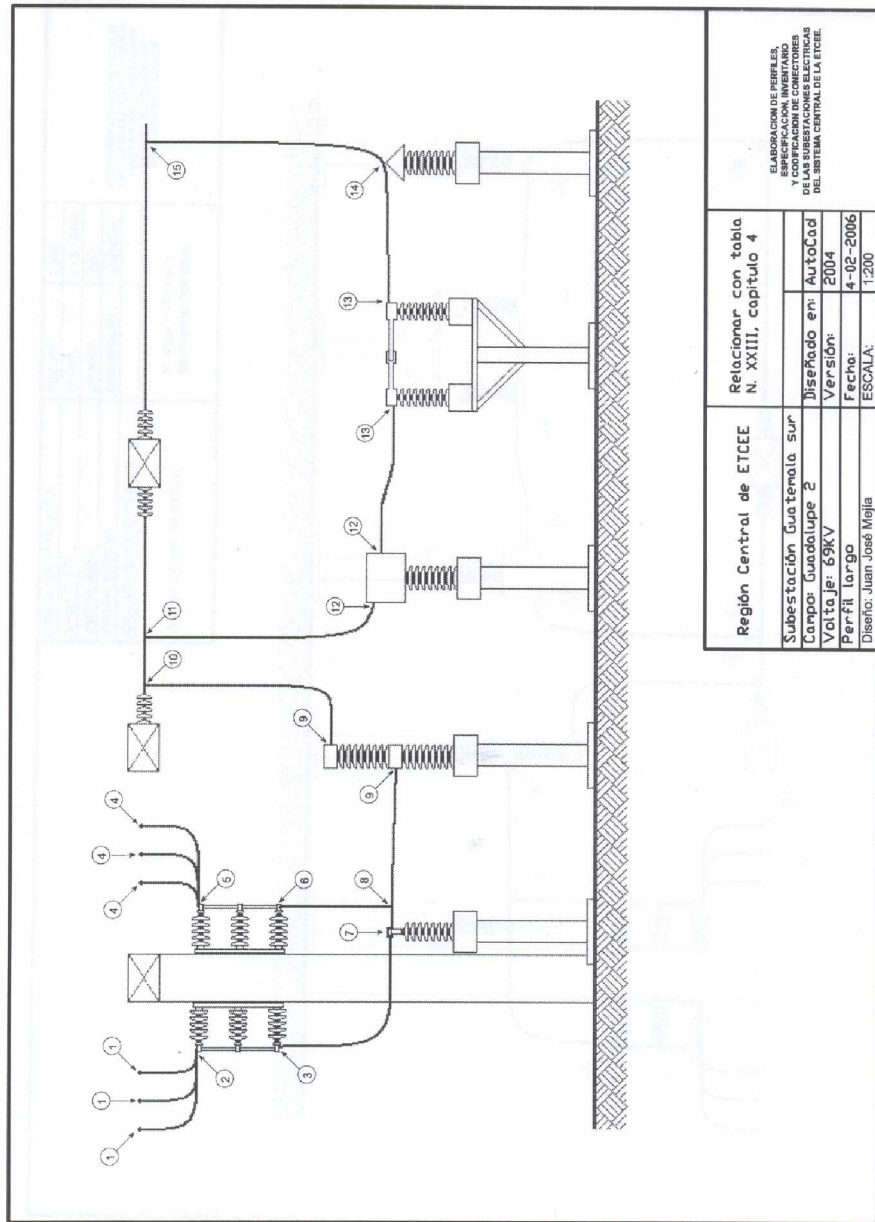 1
1
1
2
3
4
4
4
5
6
7
8
9
9
10
11
12
12
13
13
14
15
Región Central de ETCEE
Relacionar con tabla
N. XXIII, capitulo 4
ELABORACION DE PERFILES,
ESPECIFICACION, INVENTARIO
Y CODIFICACION DE CONECTORES
DE LAS SUBESTACIONES ELECTRICAS
DEL SISTEMA CENTRAL DE LA ETCEE.
Subestación Guatemala sur
Campo: Guadalupe 2
Diseñado en: AutoCad
Voltaje: 69KV
Versión: 2004
Perfil largo
Fecha: 4-02-2006
Diseño: Juan José Mejía
ESCALA: 1:200